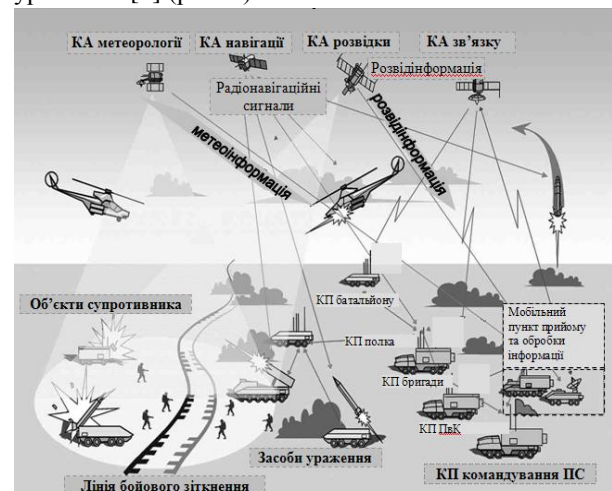 КА метеорології
КА навігації
КА розвідки
КА зв’язку
Розвідінформація
Радіонавігаційні
сигнали
метеоінформація
розвідінформація
КП батальйону
Об’єкти супротивника
КП полка
Мобільний
пункт прийому
та обробки
інформації
КП бригади
КП ПвК
Засоби ураження
КП командування ПС
Лінія бойового зіткнення